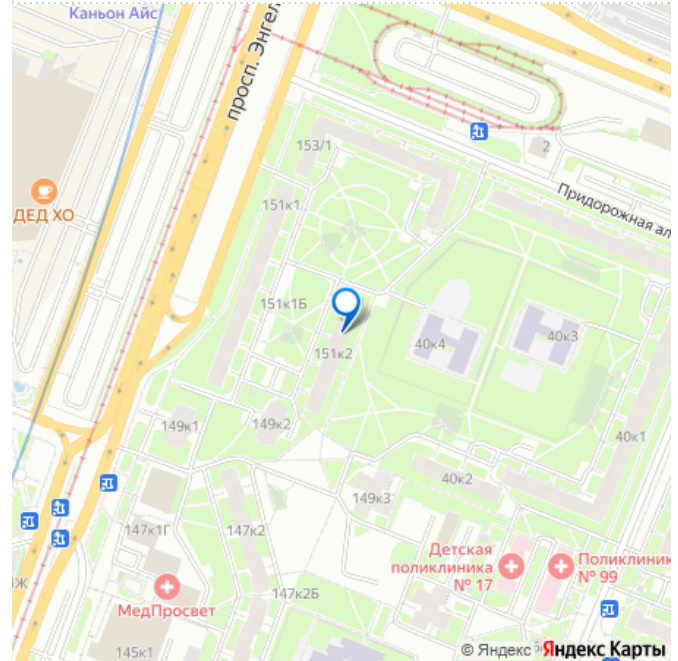 Каньон Айс
просп. Энгел
153/1
2
Придорожная ал
ДЕД ХО
151к1
151к1Б
151к2
40к4
40к3
149к1
149к2
40к1
40к2
149к3
147к1Г
147к2
Детская
поликлиника
№ 17
Поликлиник
№ 99
МедПросвет
147к2Б
145к1
© Яндекс
Яндекс Карты